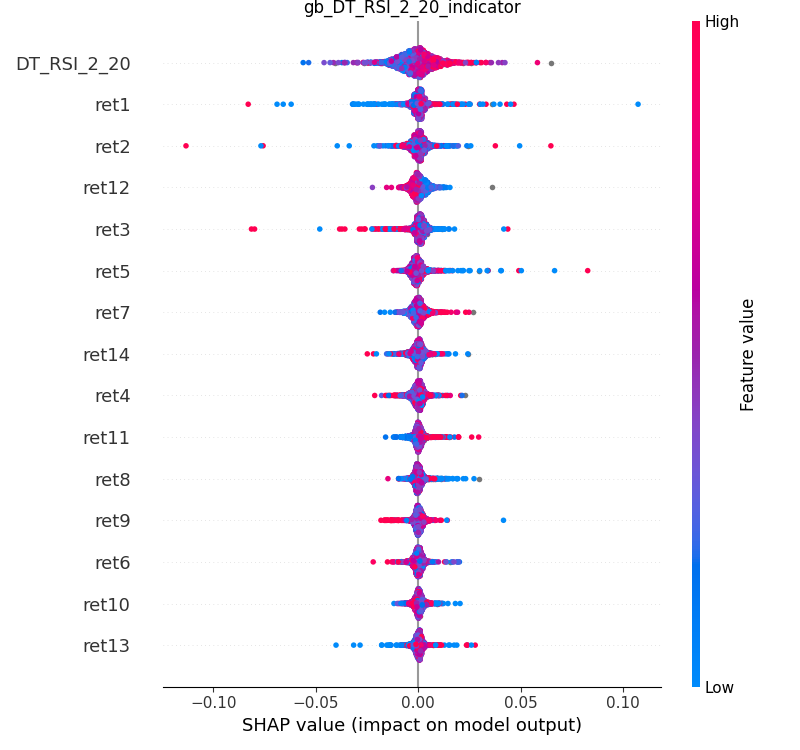 gb_DT_RSI_2_20_indicator
High
DT_RSI_2_20
ret1
ret2
ret12
ret3
ret5
ret7
ret14
ret4
ret11
ret8
ret9
ret6
ret10
ret13
Feature value
Low
−0.10 −0.05 0.00 0.05 0.10
SHAP value (impact on model output)